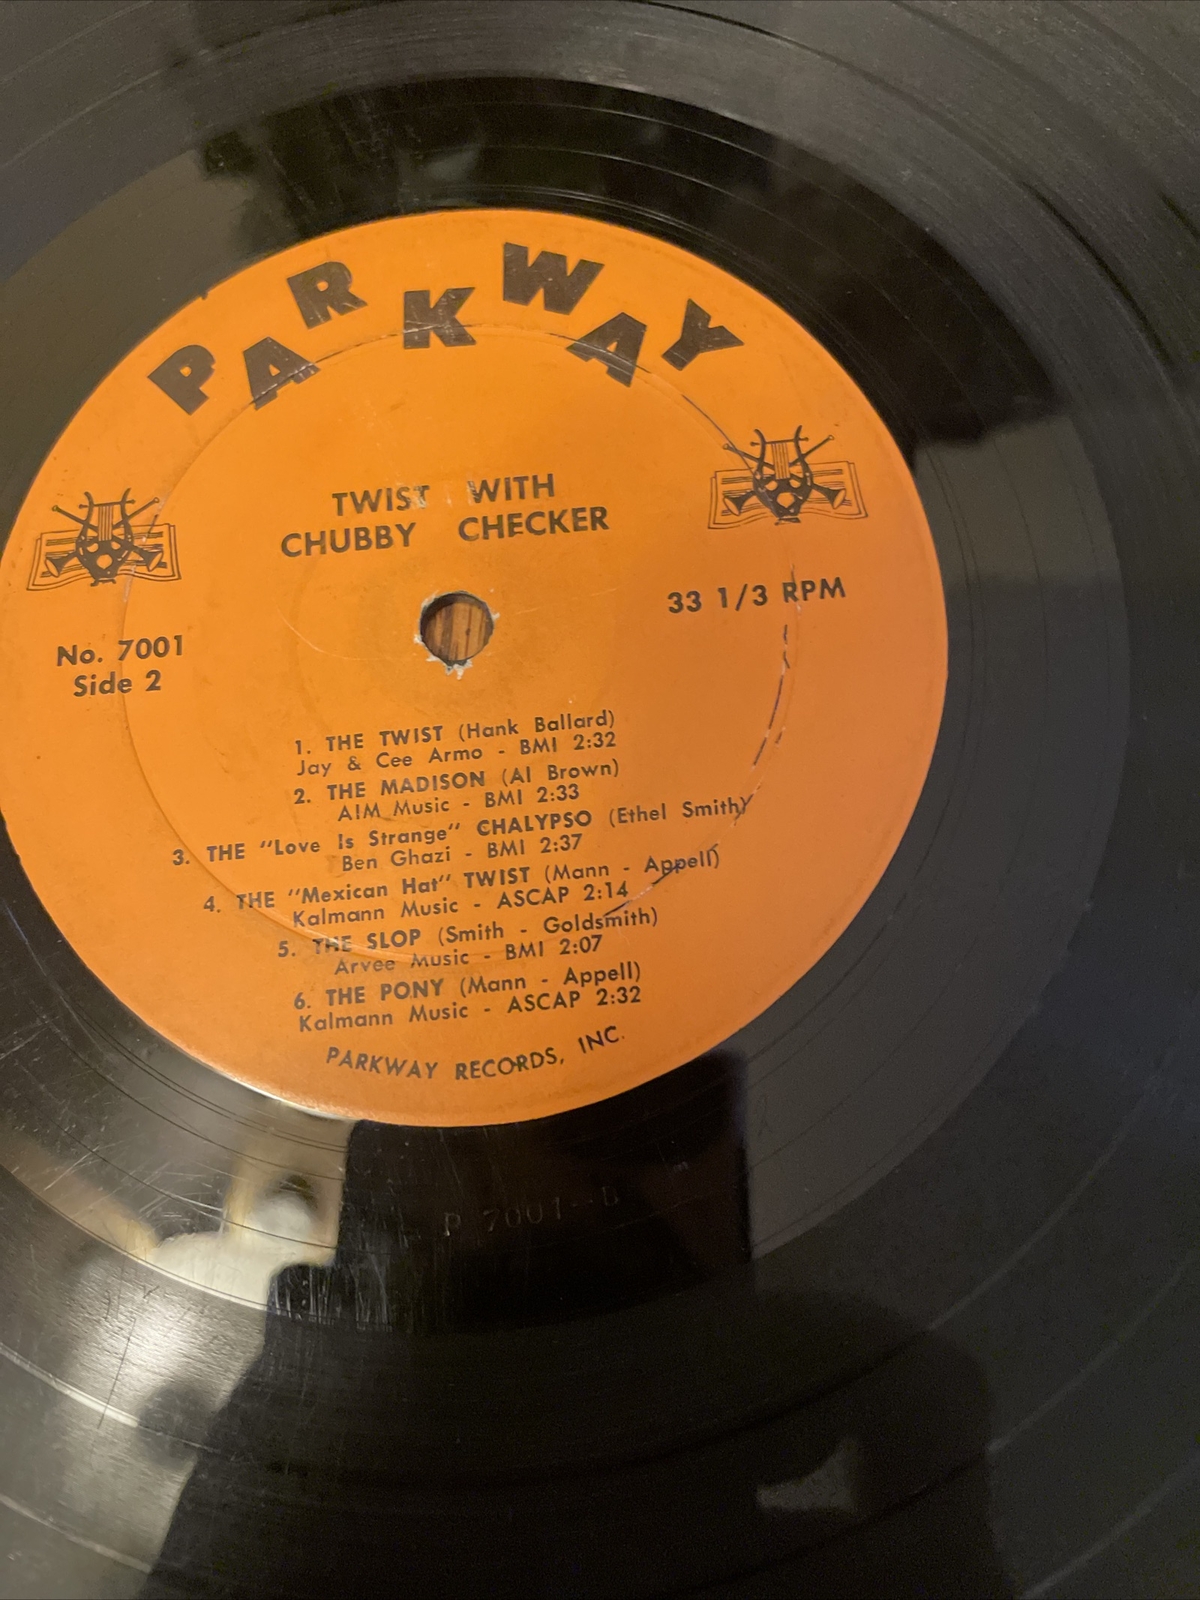 PARKWAY
TWIST WITH
CHUBBY CHECKER
33 1/3 RPM
No. 7001
Side 2
1. THE TWIST (Hank Ballard)
Jay & Cee Armo - BMI 2:32
2. THE MADISON (Al Brown)
AIM Music - BMI 2:33
3. THE "Love Is Strange" CHALYPSO (Ethel Smith)
Ben Ghazi - BMI 2:37
4. THE "Mexican Hat" TWIST (Mann - Appell)
Kalmann Music - ASCAP 2:14
5. THE SLOP (Smith - Goldsmith)
Arvee Music - BMI 2:07
6. THE PONY (Mann - Appell)
Kalmann Music - ASCAP 2:32
PARKWAY RECORDS, INC.
P 7001-B